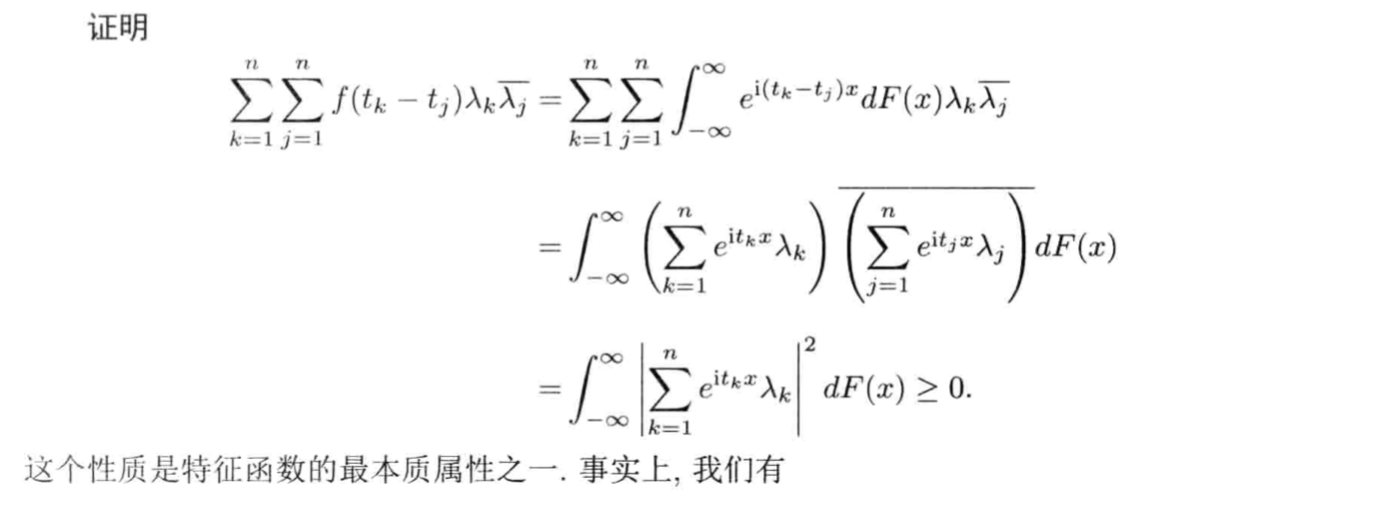 证明
$$\sum_{k=1}^{n}\sum_{j=1}^{n} f(t_k - t_j)\lambda_k\overline{\lambda_j} = \sum_{k=1}^{n}\sum_{j=1}^{n}\int_{-\infty}^{\infty} e^{\mathrm{i}(t_k-t_j)x}dF(x)\lambda_k\overline{\lambda_j}$$
$$= \int_{-\infty}^{\infty}\left(\sum_{k=1}^{n} e^{\mathrm{i}t_kx}\lambda_k\right)\overline{\left(\sum_{j=1}^{n} e^{\mathrm{i}t_jx}\lambda_j\right)}dF(x)$$
$$= \int_{-\infty}^{\infty}\left|\sum_{k=1}^{n} e^{\mathrm{i}t_kx}\lambda_k\right|^2 dF(x) \geq 0.$$
这个性质是特征函数的最本质属性之一. 事实上, 我们有